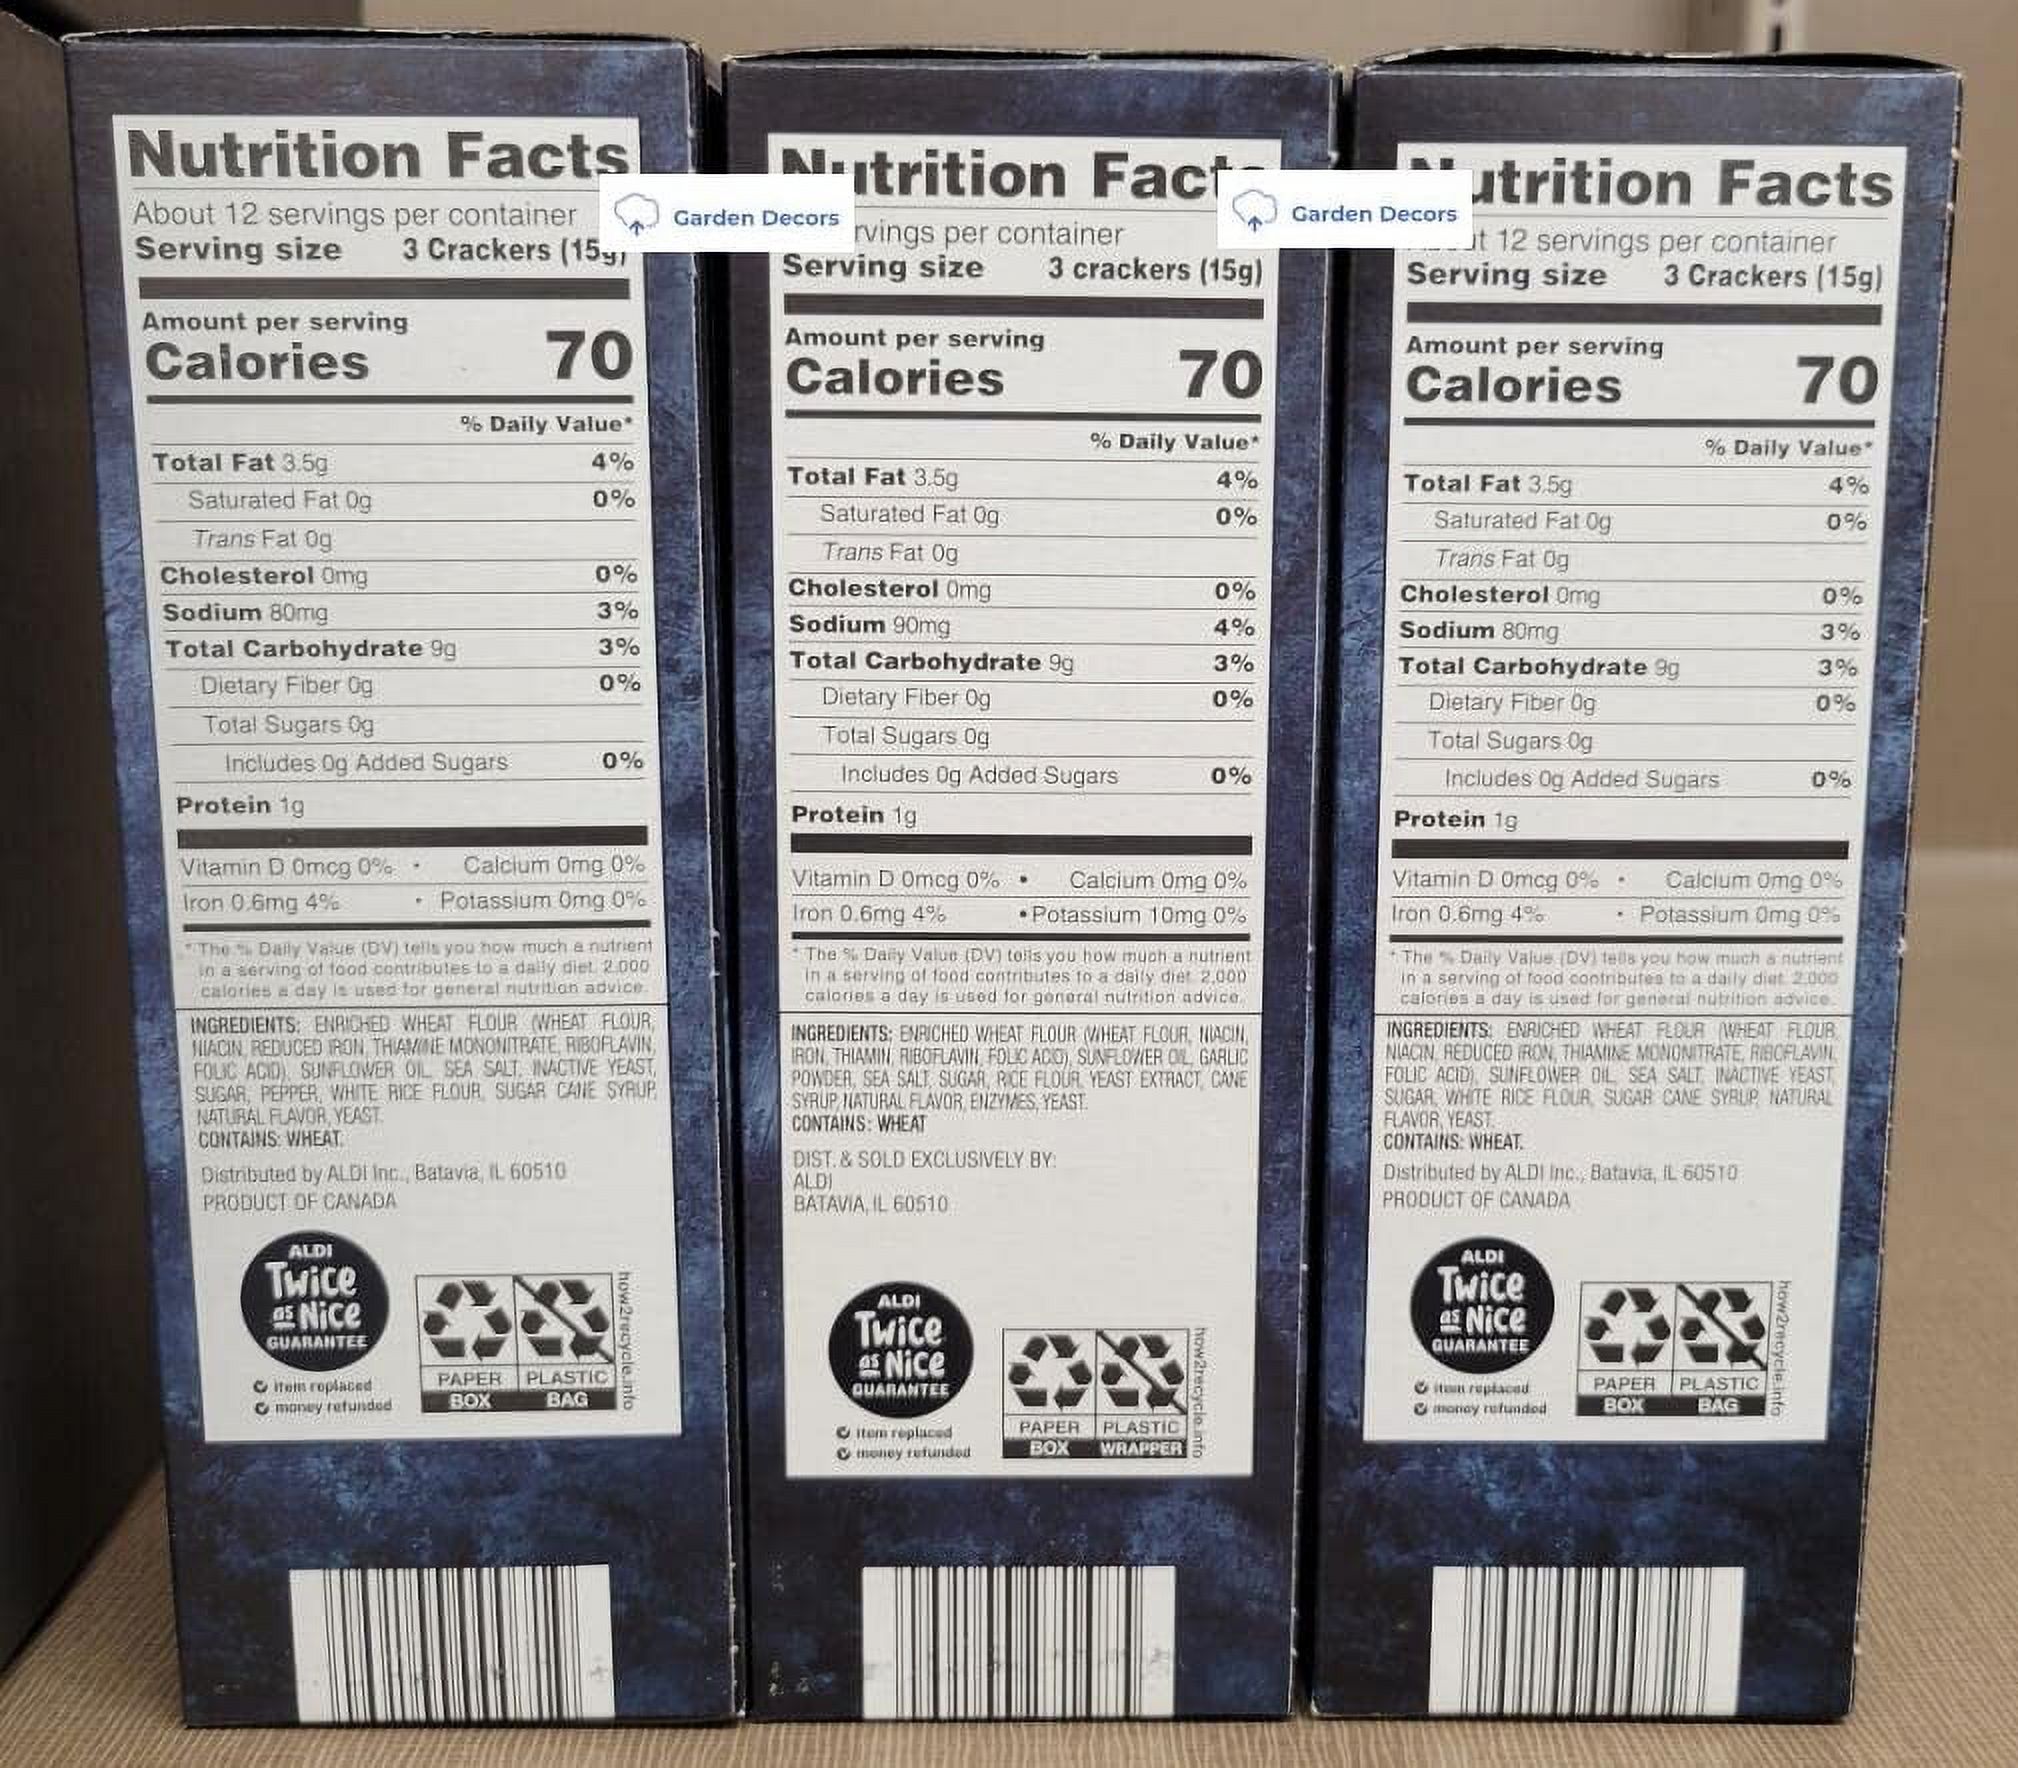 Nutrition Facts
About 12 servings per container
Serving size 3 Crackers (15g)
Amount per serving
Calories 70
% Daily Value*
Total Fat 3.5g 4%
Saturated Fat 0g 0%
Trans Fat 0g
Cholesterol 0mg 0%
Sodium 80mg 3%
Total Carbohydrate 9g 3%
Dietary Fiber 0g 0%
Total Sugars 0g
Includes 0g Added Sugars 0%
Protein 1g
Vitamin D 0mcg 0% • Calcium 0mg 0%
Iron 0.6mg 4% • Potassium 0mg 0%
* The % Daily Value (DV) tells you how much a nutrient
in a serving of food contributes to a daily diet. 2,000
calories a day is used for general nutrition advice.
INGREDIENTS: ENRICHED WHEAT FLOUR (WHEAT FLOUR,
NIACIN, REDUCED IRON, THIAMINE MONONITRATE, RIBOFLAVIN,
FOLIC ACID), SUNFLOWER OIL, SEA SALT, INACTIVE YEAST,
SUGAR, PEPPER, WHITE RICE FLOUR, SUGAR CANE SYRUP,
NATURAL FLAVOR, YEAST.
CONTAINS: WHEAT.
Distributed by ALDI Inc., Batavia, IL 60510
PRODUCT OF CANADA
ALDI
Twice
as Nice
GUARANTEE
item replaced
money refunded
PAPER PLASTIC
BOX BAG
how2recycle.info
Garden Decors
Nutrition Facts
servings per container
Serving size 3 crackers (15g)
Amount per serving
Calories 70
% Daily Value*
Total Fat 3.5g 4%
Saturated Fat 0g 0%
Trans Fat 0g
Cholesterol 0mg 0%
Sodium 90mg 4%
Total Carbohydrate 9g 3%
Dietary Fiber 0g 0%
Total Sugars 0g
Includes 0g Added Sugars 0%
Protein 1g
Vitamin D 0mcg 0% • Calcium 0mg 0%
Iron 0.6mg 4% • Potassium 10mg 0%
* The % Daily Value (DV) tells you how much a nutrient
in a serving of food contributes to a daily diet. 2,000
calories a day is used for general nutrition advice.
INGREDIENTS: ENRICHED WHEAT FLOUR (WHEAT FLOUR, NIACIN,
IRON, THIAMIN, RIBOFLAVIN, FOLIC ACID), SUNFLOWER OIL, GARLIC
POWDER, SEA SALT, SUGAR, RICE FLOUR, YEAST EXTRACT, CANE
SYRUP, NATURAL FLAVOR, ENZYMES, YEAST.
CONTAINS: WHEAT
DIST. & SOLD EXCLUSIVELY BY:
ALDI
BATAVIA, IL 60510
ALDI
Twice
as Nice
GUARANTEE
item replaced
money refunded
PAPER PLASTIC
BOX WRAPPER
how2recycle.info
Garden Decors
Nutrition Facts
About 12 servings per container
Serving size 3 Crackers (15g)
Amount per serving
Calories 70
% Daily Value*
Total Fat 3.5g 4%
Saturated Fat 0g 0%
Trans Fat 0g
Cholesterol 0mg 0%
Sodium 80mg 3%
Total Carbohydrate 9g 3%
Dietary Fiber 0g 0%
Total Sugars 0g
Includes 0g Added Sugars 0%
Protein 1g
Vitamin D 0mcg 0% • Calcium 0mg 0%
Iron 0.6mg 4% • Potassium 0mg 0%
* The % Daily Value (DV) tells you how much a nutrient
in a serving of food contributes to a daily diet. 2,000
calories a day is used for general nutrition advice.
INGREDIENTS: ENRICHED WHEAT FLOUR (WHEAT FLOUR,
NIACIN, REDUCED IRON, THIAMINE MONONITRATE, RIBOFLAVIN,
FOLIC ACID), SUNFLOWER OIL, SEA SALT, INACTIVE YEAST,
SUGAR, WHITE RICE FLOUR, SUGAR CANE SYRUP, NATURAL
FLAVOR, YEAST.
CONTAINS: WHEAT.
Distributed by ALDI Inc., Batavia, IL 60510
PRODUCT OF CANADA
ALDI
Twice
as Nice
GUARANTEE
item replaced
money refunded
PAPER PLASTIC
BOX BAG
how2recycle.info